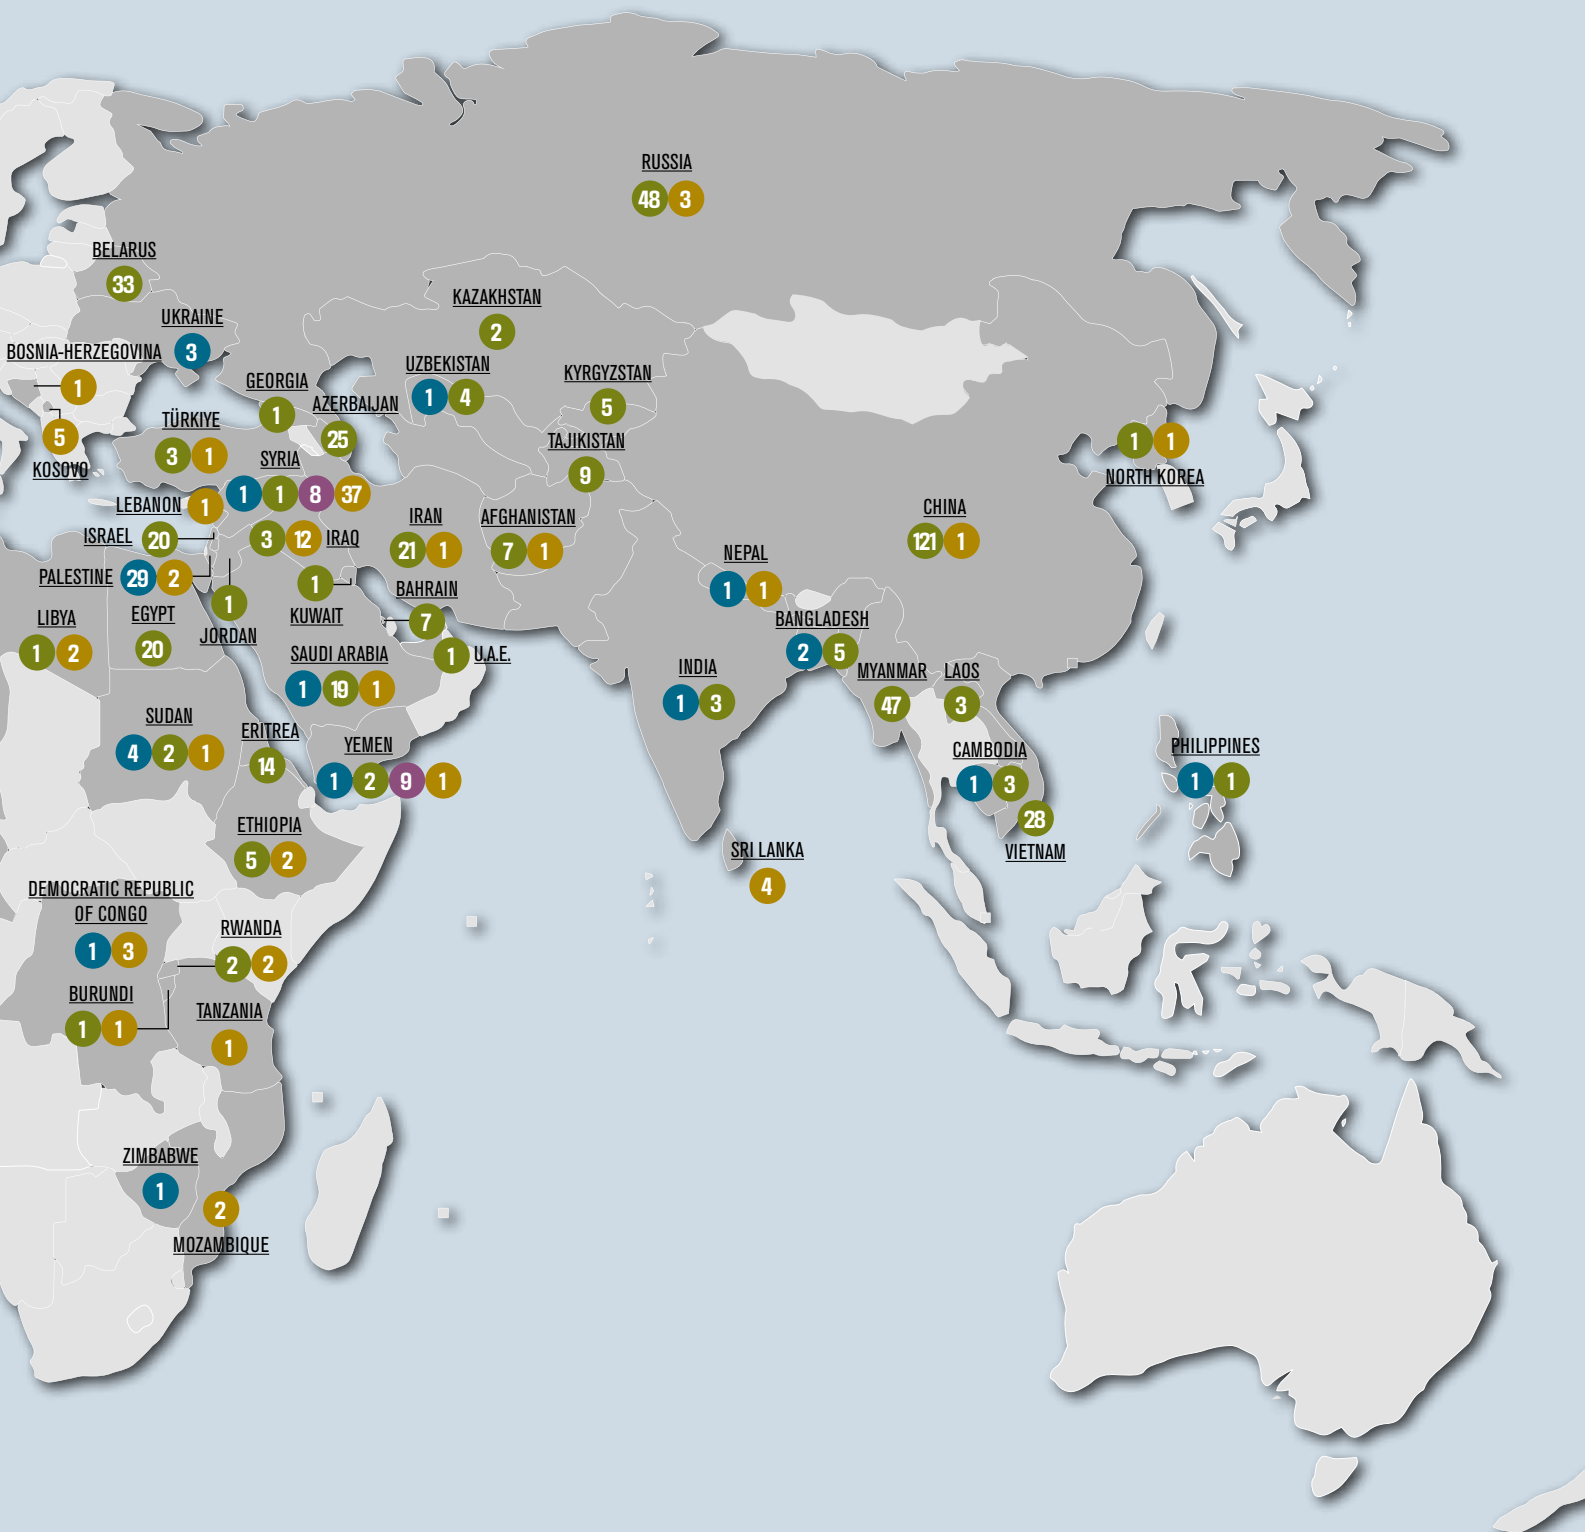 RUSSIA
48 3
BELARUS
33
KAZAKHSTAN
2
UKRAINE
3
BOSNIA-HERZEGOVINA
1
UZBEKISTAN
1 4
KYRGYZSTAN
5
GEORGIA
1
AZERBAIJAN
25
TÜRKIYE
3 1
5
KOSOVO
TAJIKISTAN
9
1 1
NORTH KOREA
SYRIA
1 1 8 37
LEBANON
1
ISRAEL
20
3 12
IRAQ
IRAN
21 1
AFGHANISTAN
7 1
CHINA
121 1
PALESTINE
29 2
NEPAL
1 1
1
KUWAIT
BAHRAIN
7
1
JORDAN
LIBYA
1 2
EGYPT
20
BANGLADESH
2 5
1
U.A.E.
SAUDI ARABIA
1 19 1
INDIA
1 3
MYANMAR
47
LAOS
3
SUDAN
4 2 1
ERITREA
14
YEMEN
1 2 9 1
CAMBODIA
1 3
PHILIPPINES
1 1
28
VIETNAM
ETHIOPIA
5 2
SRI LANKA
4
DEMOCRATIC REPUBLIC
OF CONGO
1 3
RWANDA
2 2
BURUNDI
1 1
TANZANIA
1
ZIMBABWE
1
2
MOZAMBIQUE